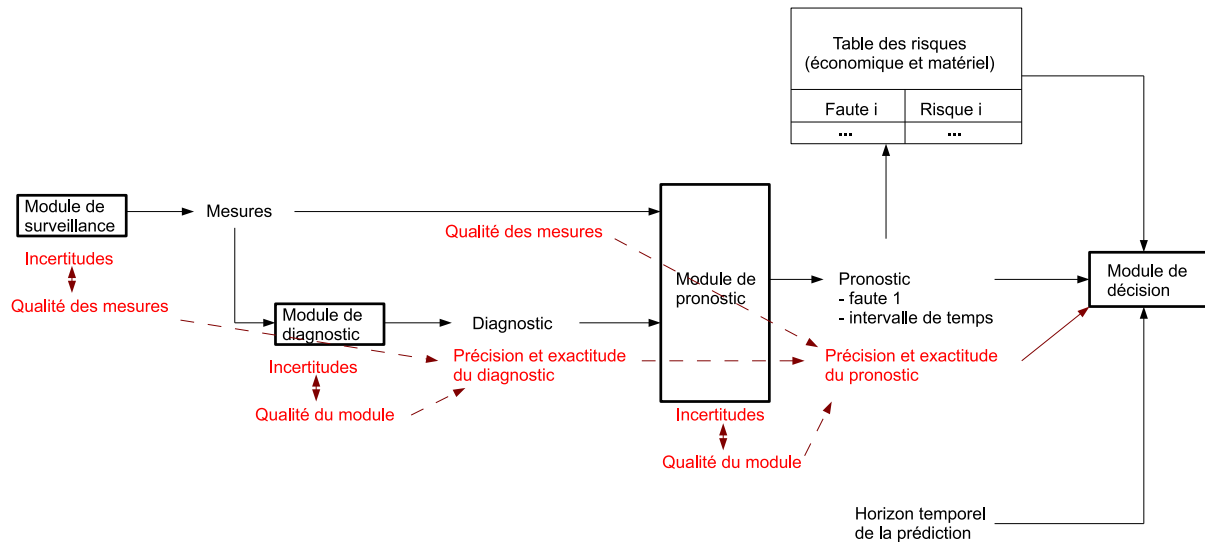 Table des risques
(économique et matériel)
Faute i
Risque i
...
...
Module de
surveillance
Mesures
Incertitudes
Qualité des mesures
Qualité des mesures
Module de
diagnostic
Diagnostic
Incertitudes
Qualité du module
Précision et exactitude
du diagnostic
Module de
pronostic
Incertitudes
Qualité du module
Pronostic
- faute 1
- intervalle de temps
Précision et exactitude
du pronostic
Module de
décision
Horizon temporel
de la prédiction